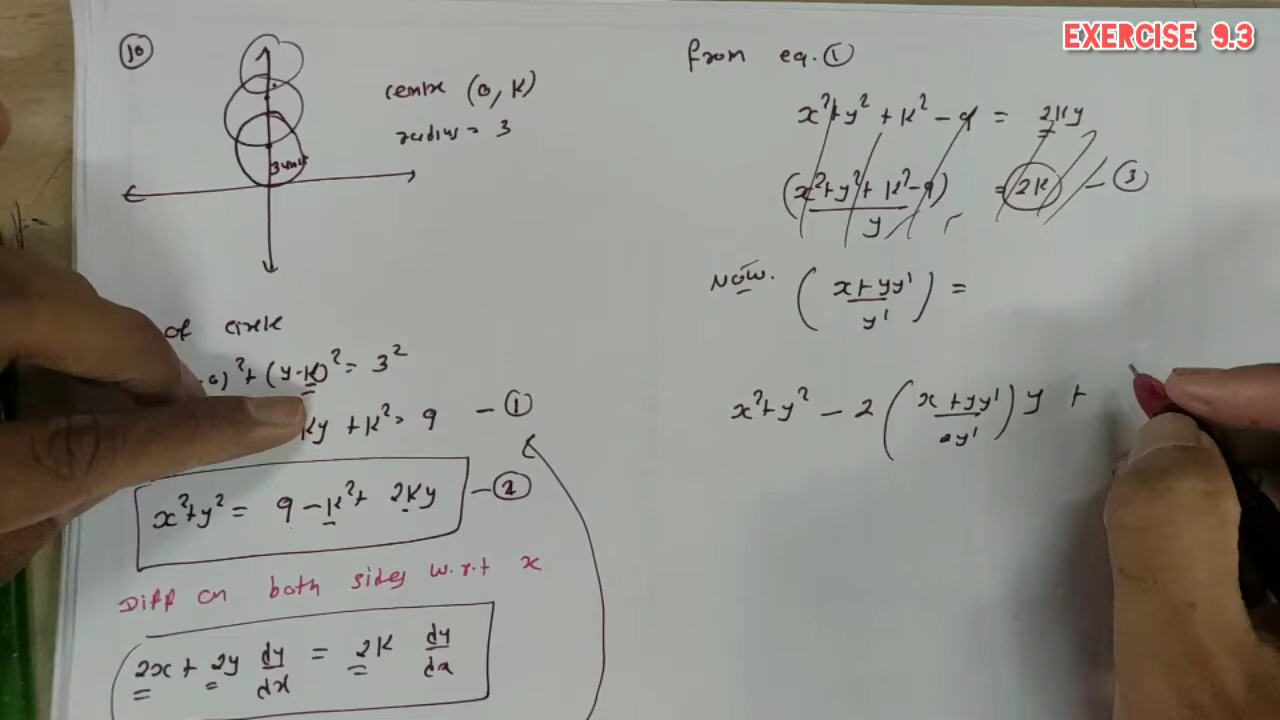 EXERCISE 9.3
10
centre (0, K)
radius = 3
3 unit
of circle
)² + (y-k)² = 3²
Ky + K² = 9 - ①
x² + y² = 9 - k² + 2ky - ②
Diff on both sides w.r.t x
2x + 2y dy/dx = 2K dy/dx
from eq. ①
x² + y² + k² - 9 = 2ky
(x² + y² + k² - 9)/y = 2k - ③
NOW. (x + yy'/y') =
x² + y² - 2 (x + yy'/2y') y +